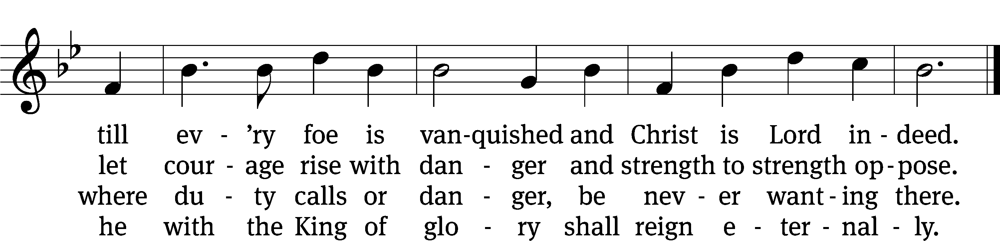 till ev - ’ry foe is van-quished and Christ is Lord in - deed.
let cour - age rise with dan - ger and strength to strength op - pose.
where du - ty calls or dan - ger, be nev - er want - ing there.
he with the King of glo - ry shall reign e - ter - nal - ly.